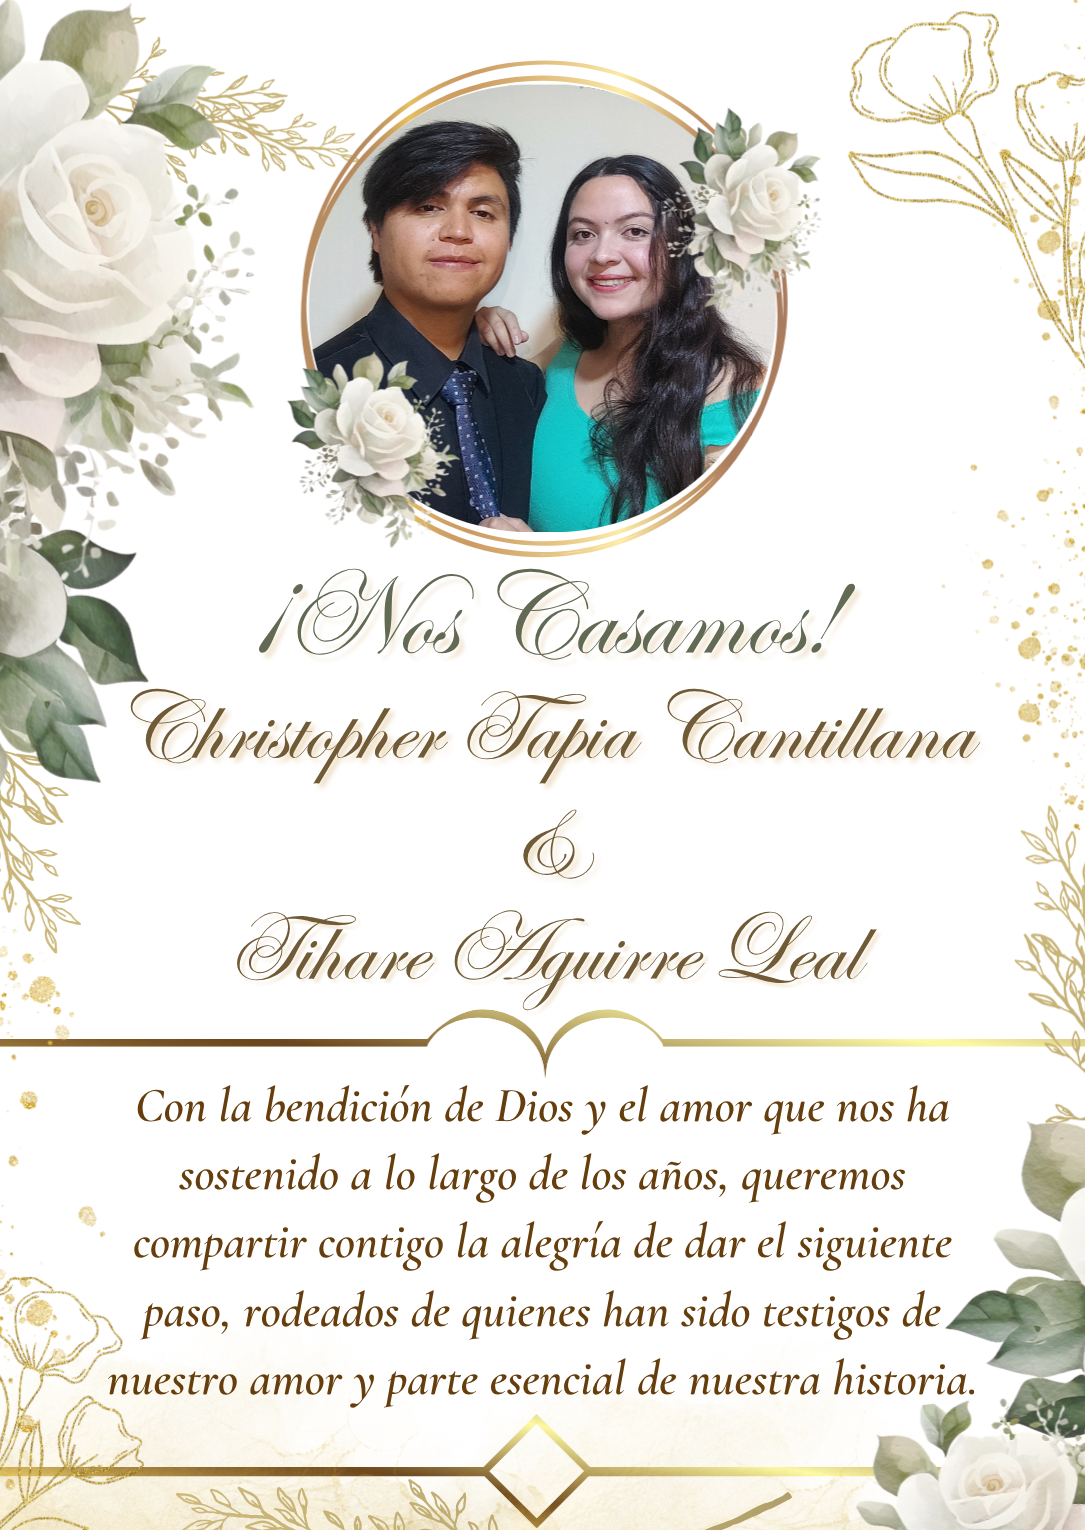 ¡Nos Casamos!
Christopher Tapia Cantillana
&
Tihare Aguirre Leal
Con la bendición de Dios y el amor que nos ha
sostenido a lo largo de los años, queremos
compartir contigo la alegría de dar el siguiente
paso, rodeados de quienes han sido testigos de
nuestro amor y parte esencial de nuestra historia.